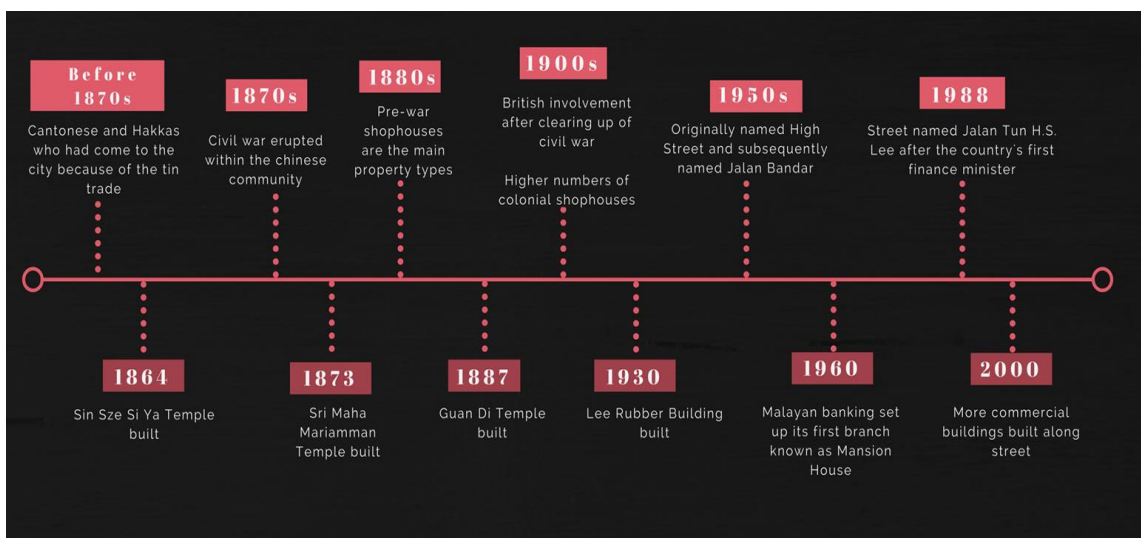 Before
1870s
Cantonese and Hakkas
who had come to the
city because of the tin
trade
1870s
Civil war erupted
within the chinese
community
1880s
Pre-war
shophouses
are the main
property types
1900s
British involvement
after clearing up of
civil war
Higher numbers of
colonial shophouses
1950s
Originally named High
Street and subsequently
named Jalan Bandar
1988
Street named Jalan Tun H.S.
Lee after the country's first
finance minister
1864
Sin Sze Si Ya Temple
built
1873
Sri Maha
Mariamman
Temple built
1887
Guan Di Temple
built
1930
Lee Rubber Building
built
1960
Malayan banking set
up its first branch
known as Mansion
House
2000
More commercial
buildings built along
street